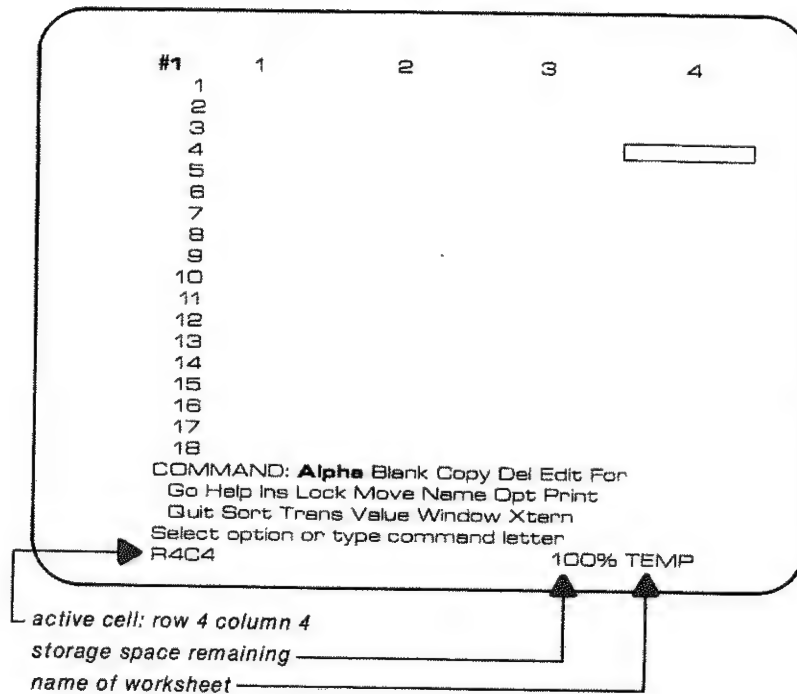 #1 1 2 3 4
1
2
3
4
5
6
7
8
9
10
11
12
13
14
15
16
17
18
COMMAND: Alpha Blank Copy Del Edit For
Go Help Ins Lock Move Name Opt Print
Quit Sort Trans Value Window Xtern
Select option or type command letter
R4C4 100% TEMP
active cell: row 4 column 4
storage space remaining
name of worksheet